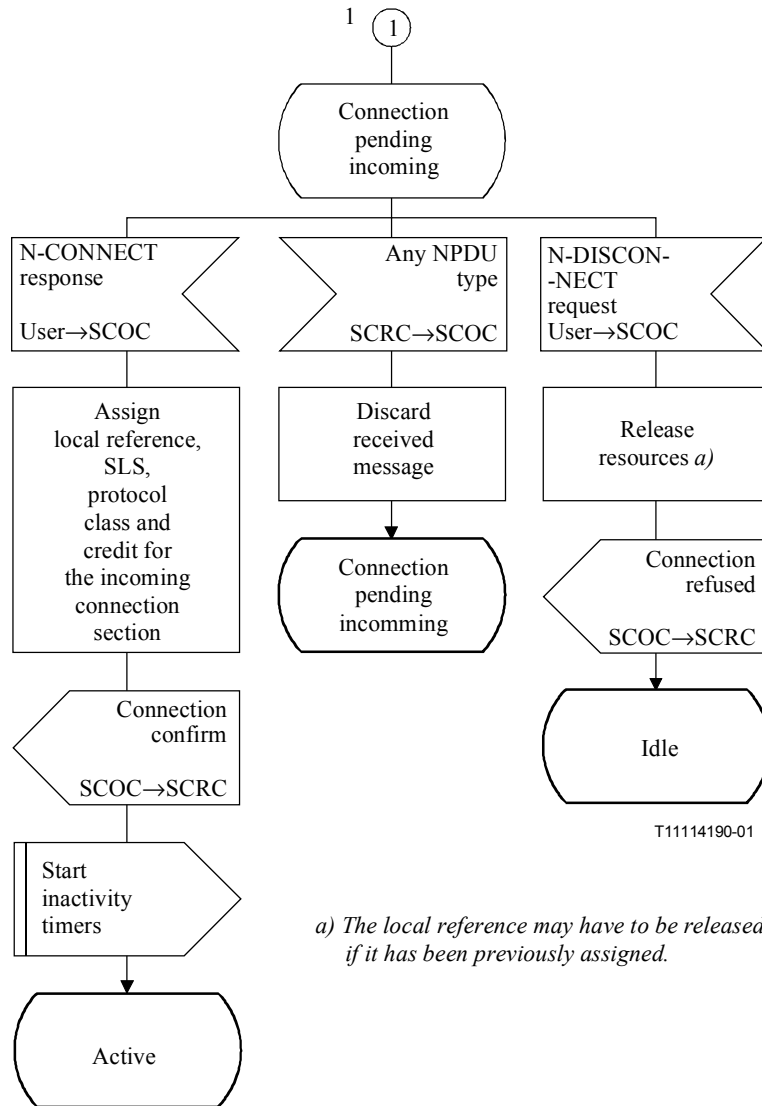 1
1
Connection
pending
incoming
N-CONNECT
response
User→SCOC
Any NPDU
type
SCRC→SCOC
N-DISCON-
-NECT
request
User→SCOC
Assign
local reference,
SLS,
protocol
class and
credit for
the incoming
connection
section
Discard
received
message
Release
resources a)
Connection
pending
incomming
Connection
refused
SCOC→SCRC
Connection
confirm
SCOC→SCRC
Idle
T11114190-01
Start
inactivity
timers
a) The local reference may have to be released
if it has been previously assigned.
Active